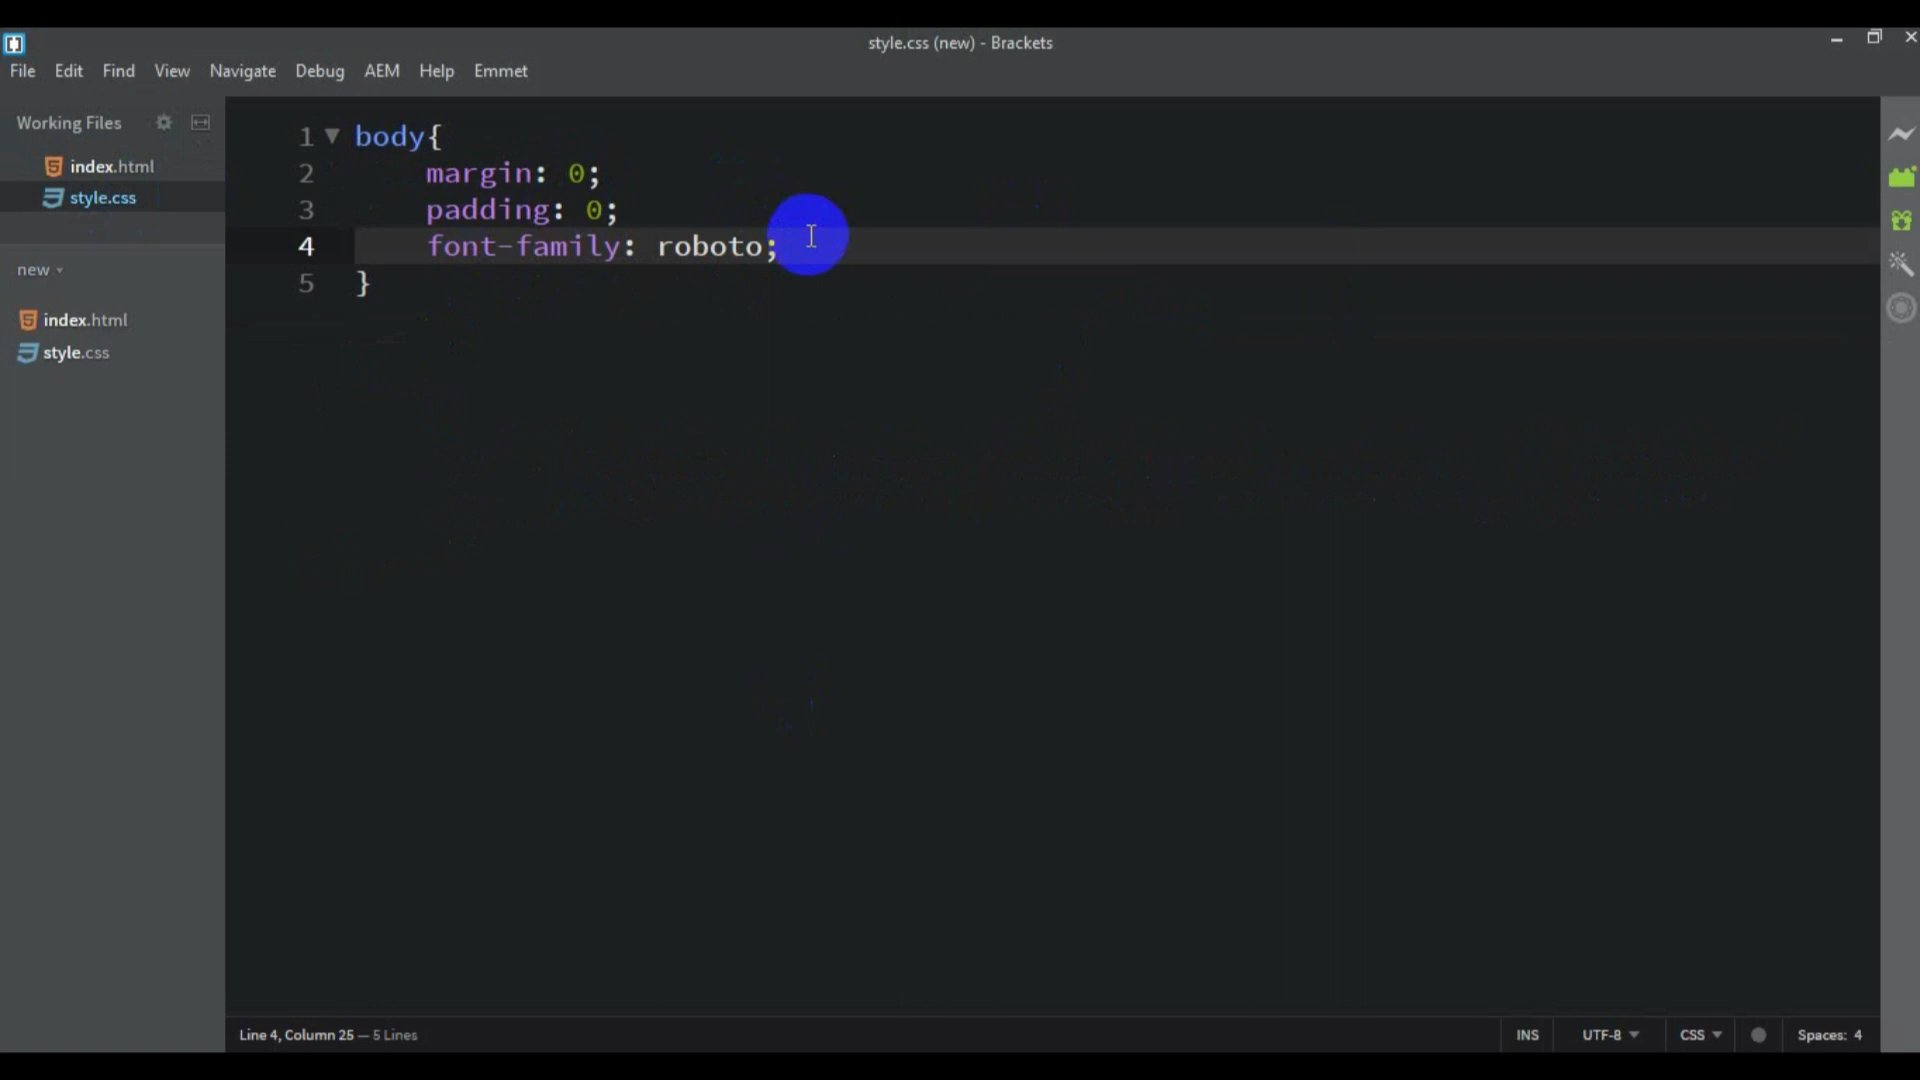 style.css (new) - Brackets
File Edit Find View Navigate Debug AEM Help Emmet
Working Files
index.html
style.css
new
index.html
style.css
1 body{
2 margin: 0;
3 padding: 0;
4 font-family: roboto;
5 }
Line 4, Column 25 — 5 Lines
INS UTF-8 CSS Spaces: 4